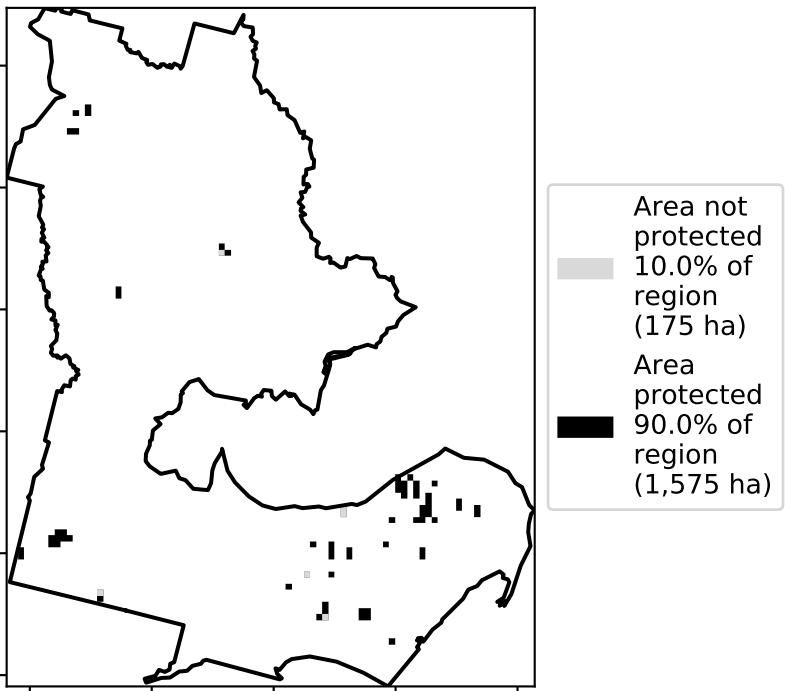 Area not
protected
10.0% of
region
(175 ha)
Area
protected
90.0% of
region
(1,575 ha)